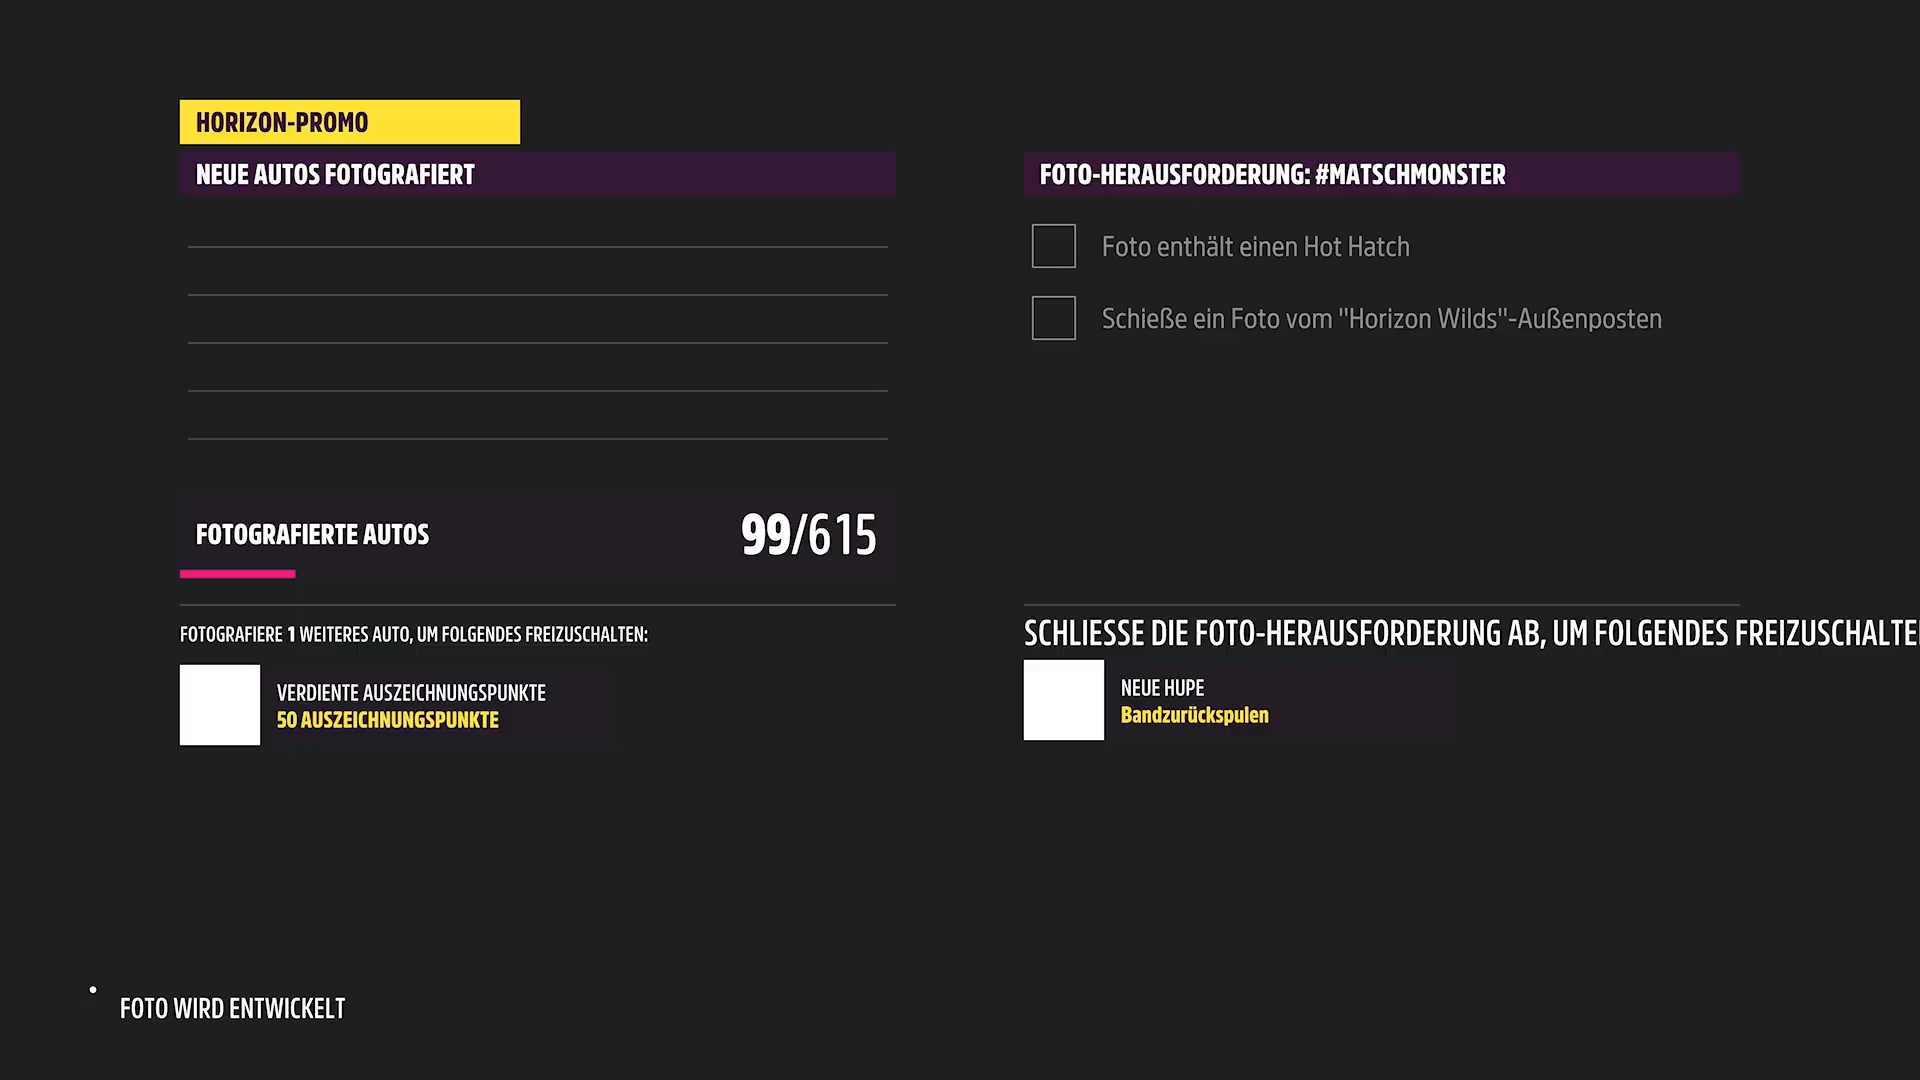 HORIZON-PROMO
NEUE AUTOS FOTOGRAFIERT
FOTOGRAFIERTE AUTOS
99/615
FOTOGRAFIERE 1 WEITERES AUTO, UM FOLGENDES FREIZUSCHALTEN:
VERDIENTE AUSZEICHNUNGSPUNKTE
50 AUSZEICHNUNGSPUNKTE
FOTO-HERAUSFORDERUNG: #MATSCHMONSTER
Foto enthält einen Hot Hatch
Schieße ein Foto vom "Horizon Wilds"-Außenposten
SCHLIESSE DIE FOTO-HERAUSFORDERUNG AB, UM FOLGENDES FREIZUSCHALTE
NEUE HUPE
Bandzurückspulen
FOTO WIRD ENTWICKELT